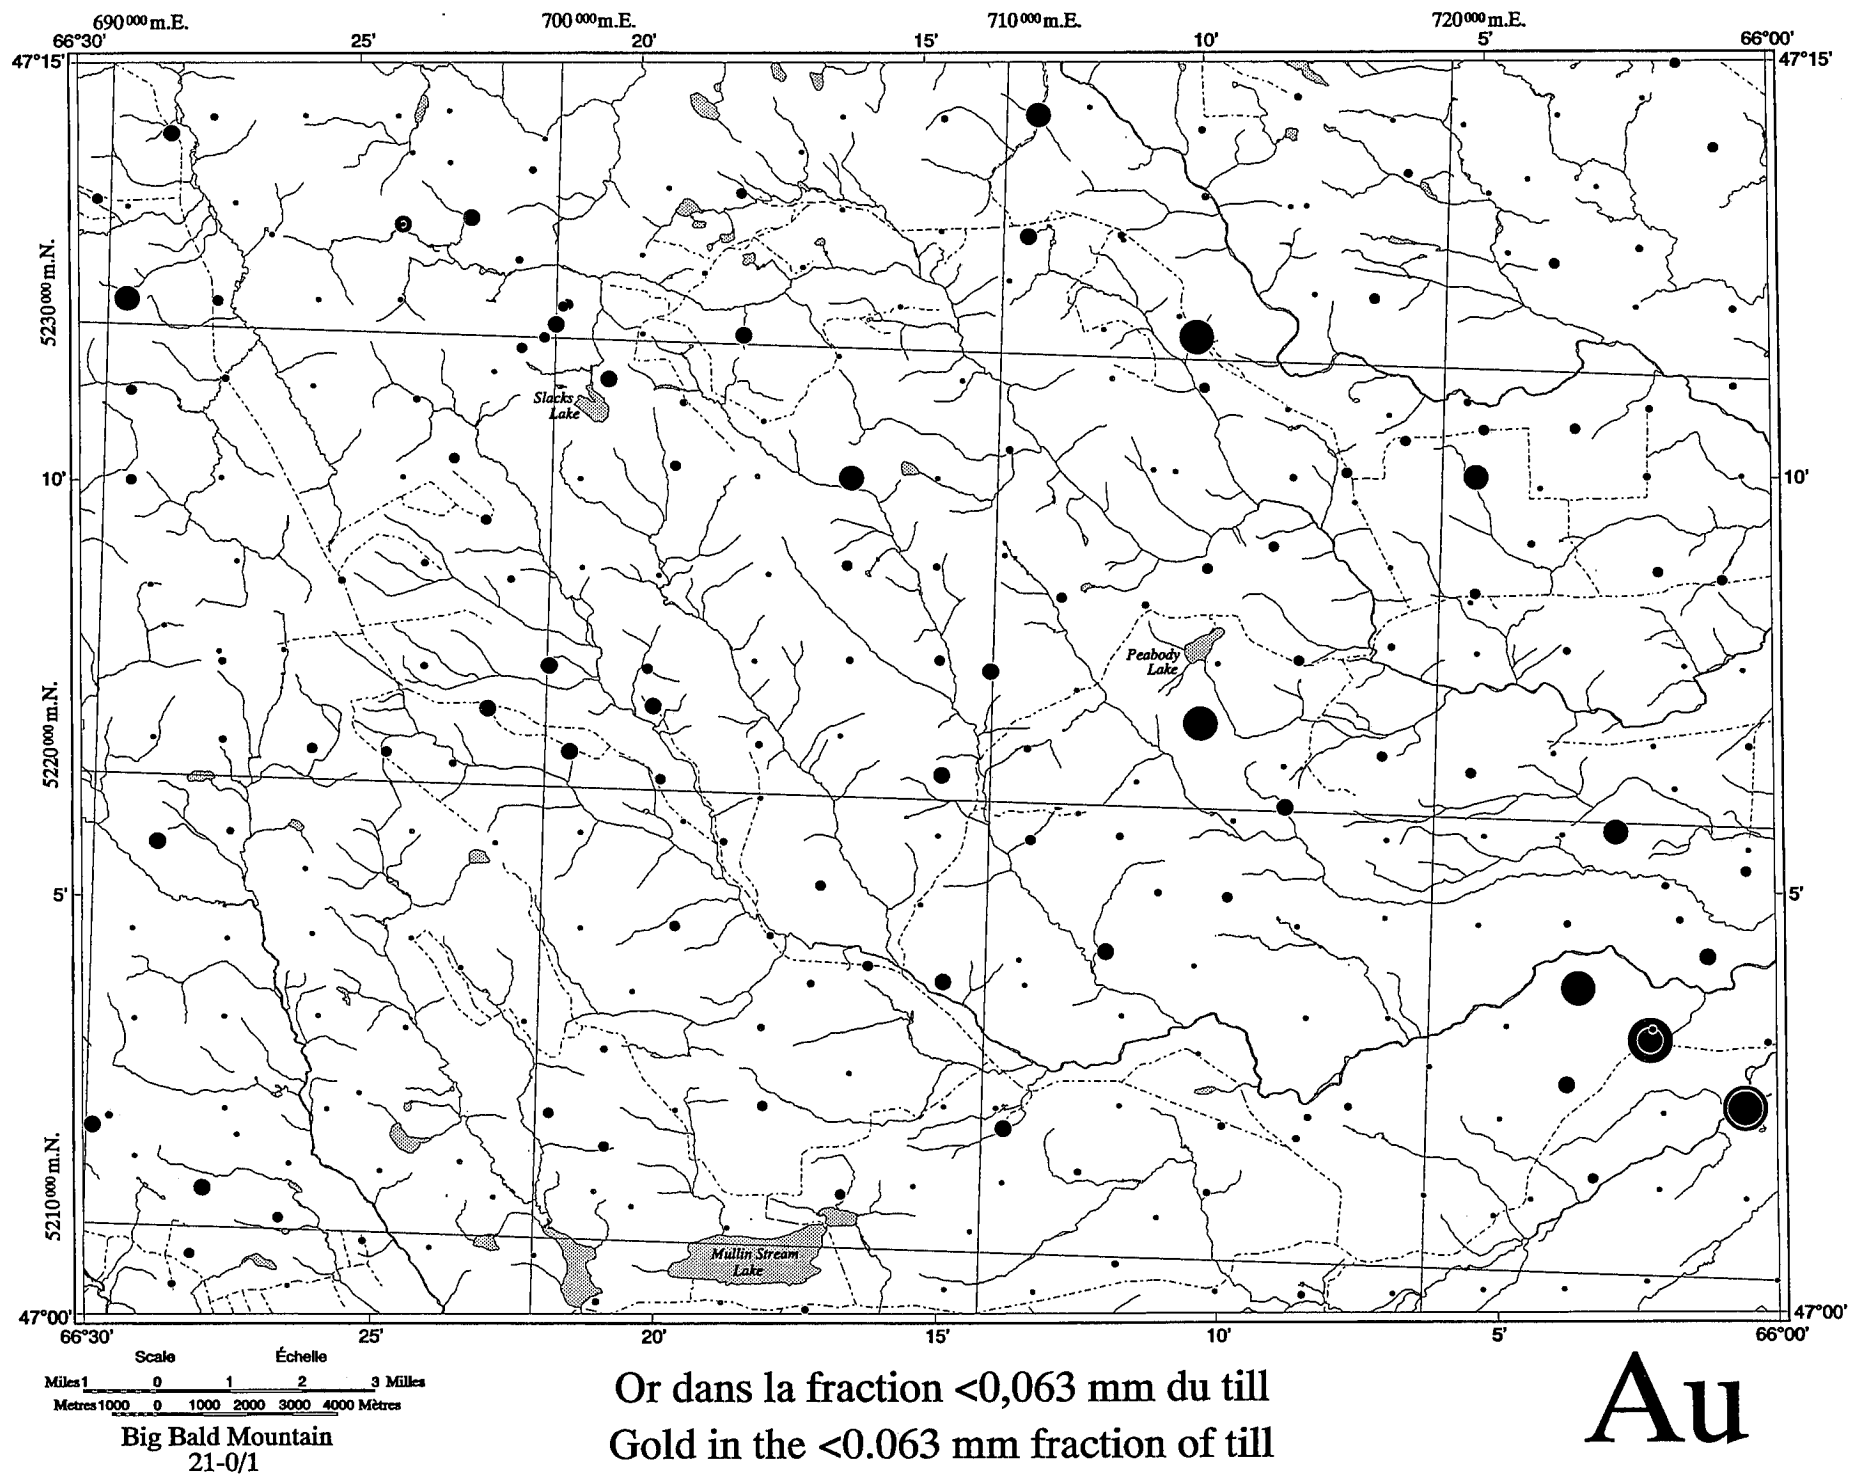 690 000 m.E. 700 000 m.E. 710 000 m.E. 720 000 m.E.
66°30' 25' 20' 15' 10' 5' 66°00'
47°15' 47°15'
5230 000 m.N.
Slacks
Lake
10' 10'
Peabody
Lake
5220 000 m.N.
5' 5'
5210 000 m.N.
Mullin Stream
Lake
47°00' 47°00'
66°30' 25' 20' 15' 10' 5' 66°00'
Scale Échelle
Miles 1 0 1 2 3 Milles
Metres 1000 0 1000 2000 3000 4000 Mètres
Big Bald Mountain
21-0/1
Or dans la fraction <0,063 mm du till
Gold in the <0.063 mm fraction of till
Au